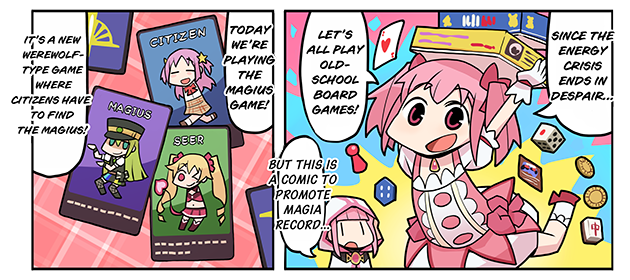 SINCE THE
ENERGY
CRISIS
ENDS IN
DESPAIR...
LET'S
ALL PLAY
OLD-
SCHOOL
BOARD
GAMES!
BUT THIS IS
A COMIC TO
PROMOTE
MAGIA
RECORD...
中
TODAY
WE'RE
PLAYING
THE
MAGIUS
GAME!
IT'S A NEW
WEREWOLF-
TYPE GAME
WHERE
CITIZENS HAVE
TO FIND
THE MAGIUS!
CITIZEN
MAGIUS
SEER